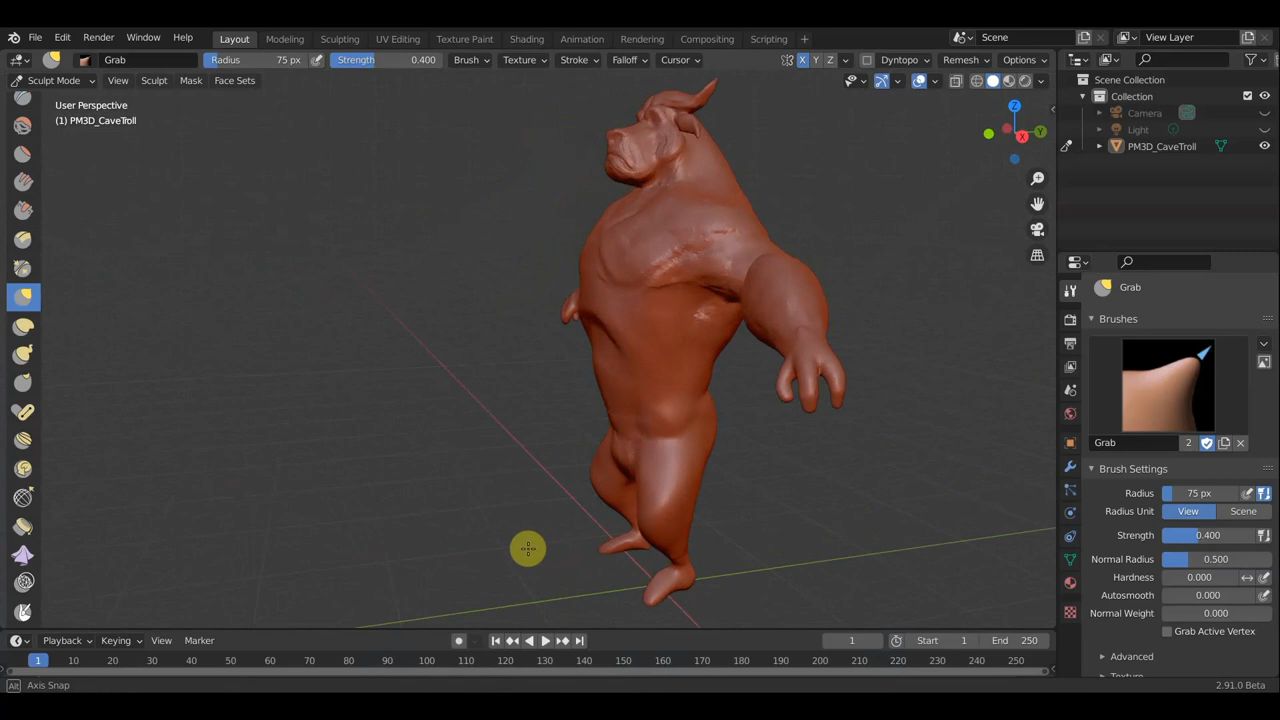 File Edit Render Window Help Layout Modeling Sculpting UV Editing Texture Paint Shading Animation Rendering Compositing Scripting + Scene View Layer
Grab Radius 75 px Strength 0.400 Brush Texture Stroke Falloff Cursor X Y Z Dyntopo Remesh Options
Sculpt Mode View Sculpt Mask Face Sets
Scene Collection
Collection
Camera
Light
PM3D_CaveTroll
User Perspective
(1) PM3D_CaveTroll
Z
Y
X
Grab
Brushes
Grab 2
Brush Settings
Radius 75 px
Radius Unit View Scene
Strength 0.400
Normal Radius 0.500
Hardness 0.000
Autosmooth 0.000
Normal Weight 0.000
Grab Active Vertex
Advanced
Texture
Playback Keying View Marker 1 Start 1 End 250
1 10 20 30 40 50 60 70 80 90 100 110 120 130 140 150 160 170 180 190 200 210 220 230 240 250
Alt Axis Snap 2.91.0 Beta